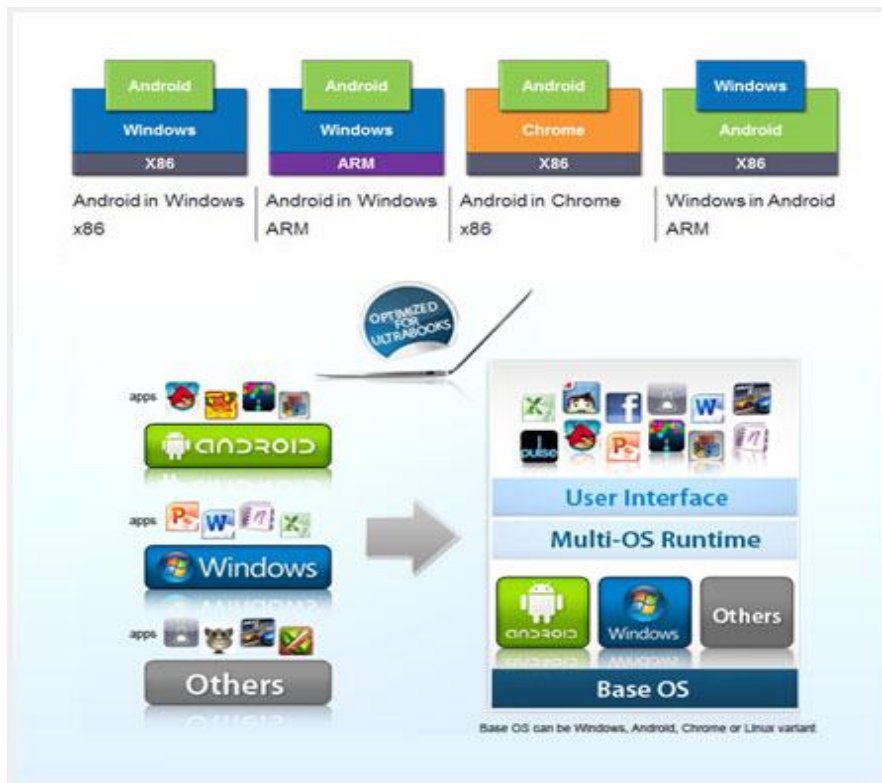 Android
Windows
X86
Android
Windows
ARM
Android
Chrome
X86
Windows
Android
X86
Android in Windows
x86
Android in Windows
ARM
Android in Chrome
x86
Windows in Android
ARM
OPTIMIZED
FOR
ULTRABOOKS
apps
ANDROID
apps
Windows
apps
Others
pulse
User Interface
Multi-OS Runtime
ANDROID
Windows
Others
Base OS
Base OS can be Windows, Android, Chrome or Linux variant